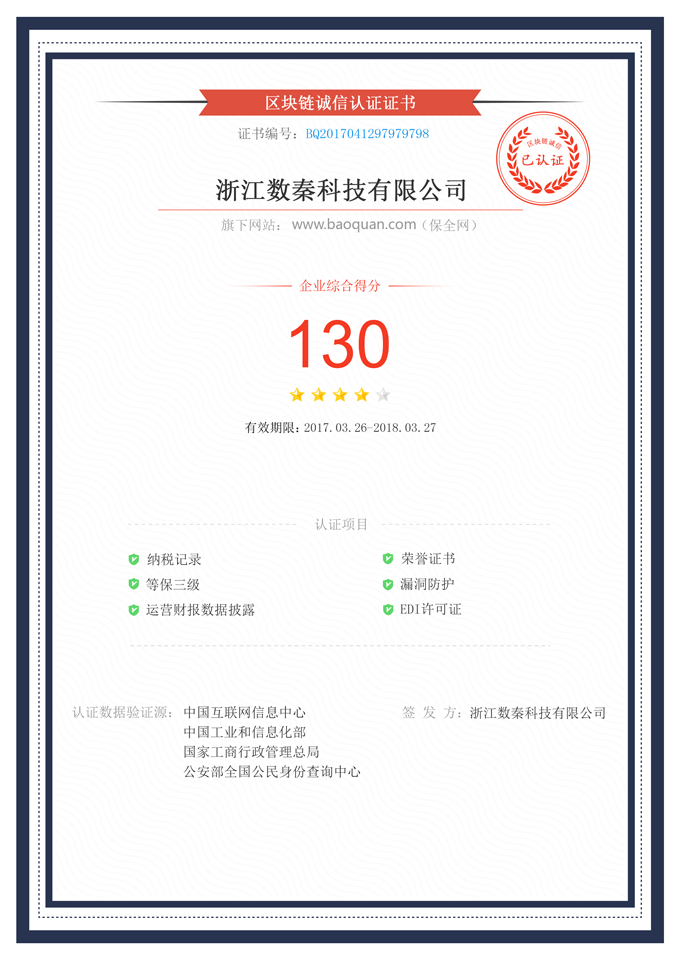 区块链诚信认证证书
证书编号：BQ2017041297979798
区块链诚信
已认证
浙江数秦科技有限公司
旗下网站： www.baoquan.com（保全网）
企业综合得分
130
有效期限：2017.03.26-2018.03.27
认证项目
纳税记录
荣誉证书
等保三级
漏洞防护
运营财报数据披露
EDI许可证
认证数据验证源： 中国互联网信息中心
签 发 方：浙江数秦科技有限公司
中国工业和信息化部
国家工商行政管理总局
公安部全国公民身份查询中心